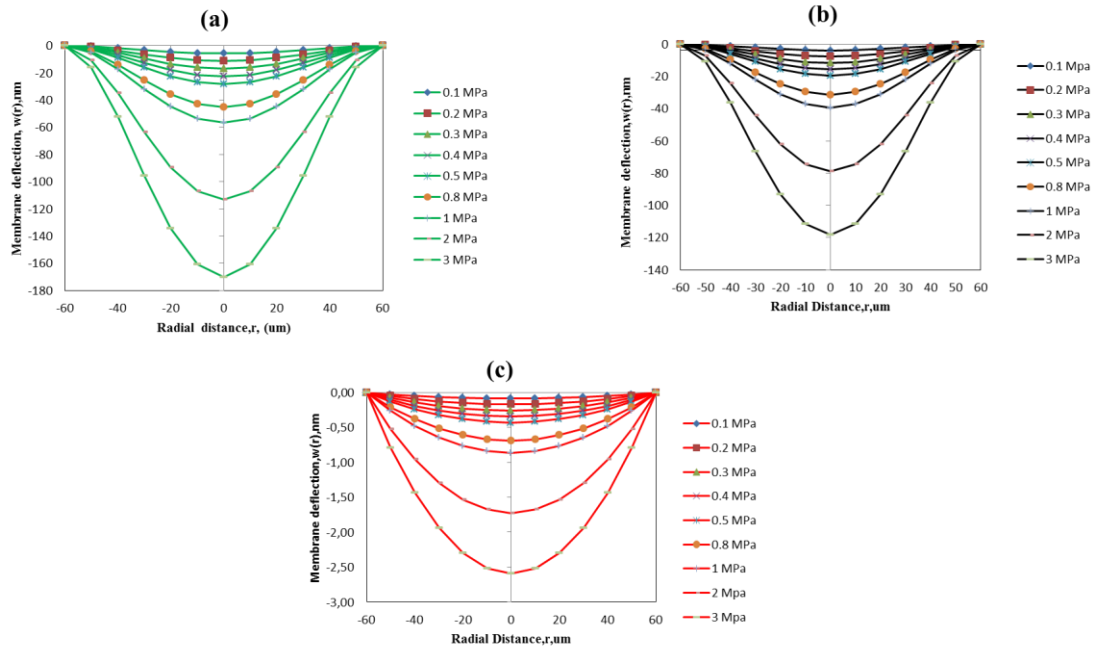 (a)
0
-20
-40
-60
-80
-100
-120
-140
-160
-180
-60 -40 -20 0 20 40 60
Membrane deflection, w(r),nm
Radial distance,r, (um)
0.1 MPa
0.2 MPa
0.3 MPa
0.4 MPa
0.5 MPa
0.8 MPa
1 MPa
2 MPa
3 MPa
(b)
0
-20
-40
-60
-80
-100
-120
-140
-60 -50 -40 -30 -20 -10 0 10 20 30 40 50 60
Membrane deflection, w(r),nm
Radial Distance,r,um
0.1 MPa
0.2 MPa
0.3 MPa
0.4 MPa
0.5 MPa
0.8 MPa
1 MPa
2 MPa
3 MPa
(c)
0,00
-0,50
-1,00
-1,50
-2,00
-2,50
-3,00
-60 -40 -20 0 20 40 60
Membrane deflection,w(r),nm
Radial Distance,r,um
0.1 MPa
0.2 MPa
0.3 MPa
0.4 MPa
0.5 MPa
0.8 MPa
1 MPa
2 Mpa
3 Mpa